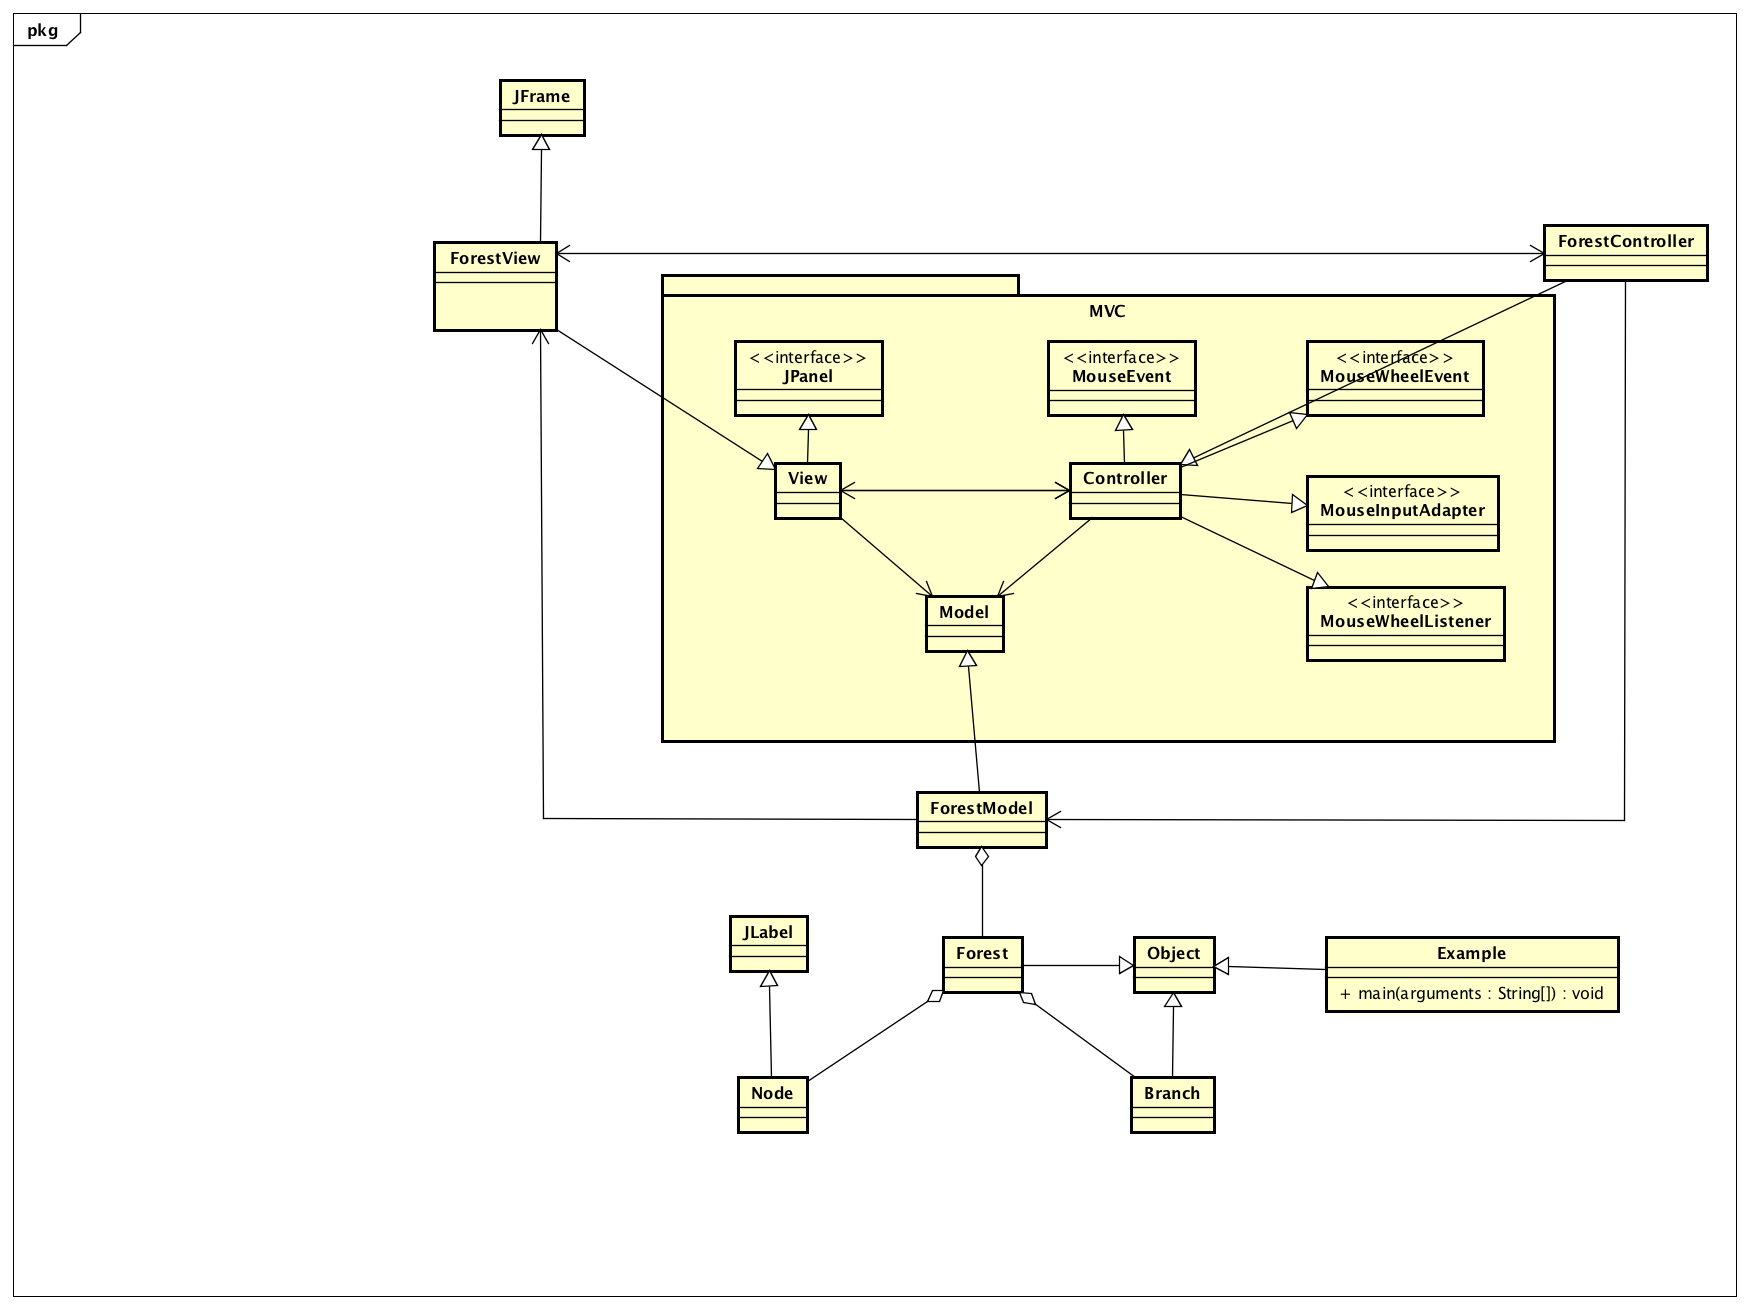 pkg
JFrame
ForestView
ForestController
MVC
<<interface>>
JPanel
<<interface>>
MouseEvent
<<interface>>
MouseWheelEvent
View
Controller
<<interface>>
MouseInputAdapter
Model
<<interface>>
MouseWheelListener
ForestModel
JLabel
Forest
Object
Example
+ main(arguments : String[]) : void
Node
Branch